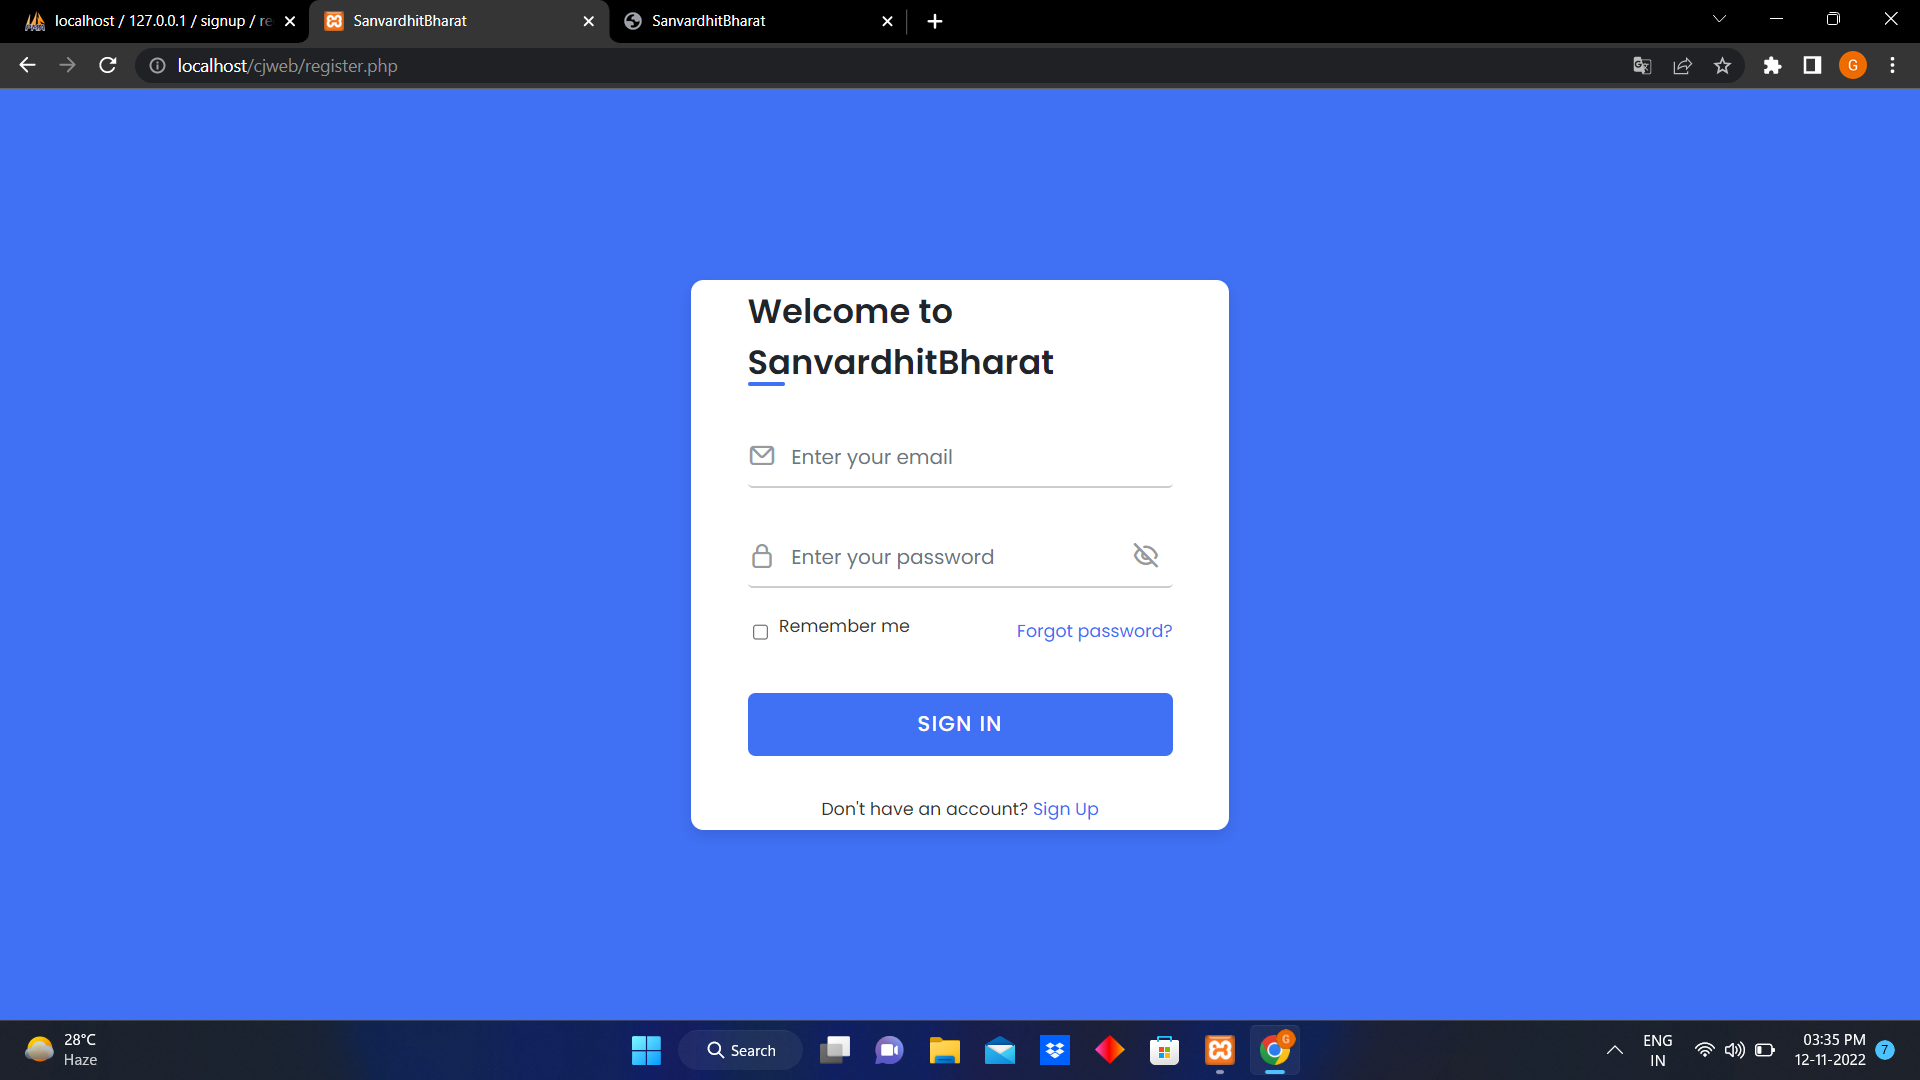 localhost / 127.0.0.1 / signup / re
SanvardhitBharat
SanvardhitBharat
localhost/cjweb/register.php
G
Welcome to
SanvardhitBharat
Enter your email
Enter your password
Remember me
Forgot password?
SIGN IN
Don't have an account? Sign Up
28°C
Haze
Search
G
ENG
IN
03:35 PM
12-11-2022
7